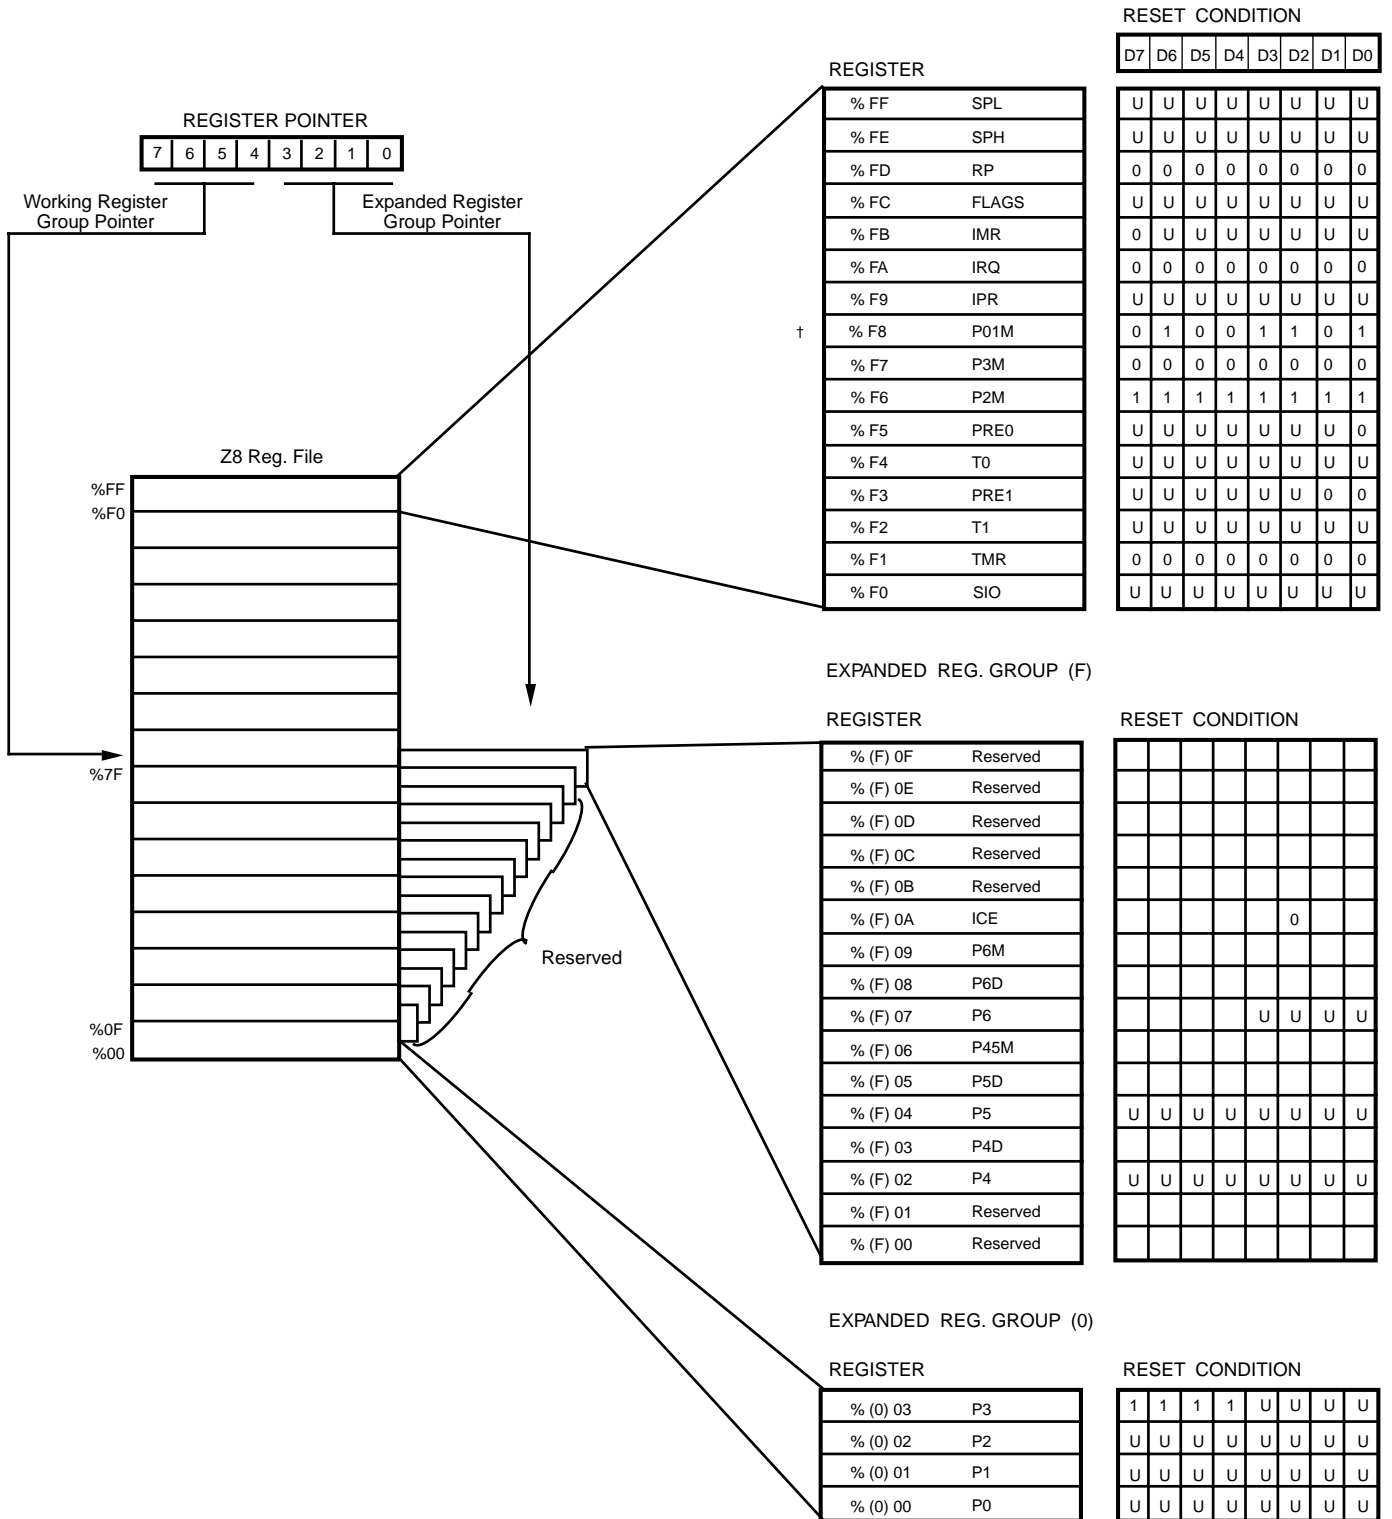 RESET CONDITION
D7 D6 D5 D4 D3 D2 D1 D0
REGISTER
% FF SPL U U U U U U U U
% FE SPH U U U U U U U U
% FD RP 0 0 0 0 0 0 0 0
% FC FLAGS U U U U U U U U
% FB IMR 0 U U U U U U U
% FA IRQ 0 0 0 0 0 0 0 0
% F9 IPR U U U U U U U U
† % F8 P01M 0 1 0 0 1 1 0 1
% F7 P3M 0 0 0 0 0 0 0 0
% F6 P2M 1 1 1 1 1 1 1 1
% F5 PRE0 U U U U U U U 0
% F4 T0 U U U U U U U U
% F3 PRE1 U U U U U U 0 0
% F2 T1 U U U U U U U U
% F1 TMR 0 0 0 0 0 0 0 0
% F0 SIO U U U U U U U U
REGISTER POINTER
7 6 5 4 3 2 1 0
Working Register
Group Pointer
Expanded Register
Group Pointer
Z8 Reg. File
%FF
%F0
%7F
%0F
%00
Reserved
EXPANDED REG. GROUP (F)
REGISTER RESET CONDITION
% (F) 0F Reserved
% (F) 0E Reserved
% (F) 0D Reserved
% (F) 0C Reserved
% (F) 0B Reserved
% (F) 0A ICE 0
% (F) 09 P6M
% (F) 08 P6D
% (F) 07 P6 U U U U
% (F) 06 P45M
% (F) 05 P5D
% (F) 04 P5 U U U U U U U U
% (F) 03 P4D
% (F) 02 P4 U U U U U U U U
% (F) 01 Reserved
% (F) 00 Reserved
EXPANDED REG. GROUP (0)
REGISTER RESET CONDITION
% (0) 03 P3 1 1 1 1 U U U U
% (0) 02 P2 U U U U U U U U
% (0) 01 P1 U U U U U U U U
% (0) 00 P0 U U U U U U U U